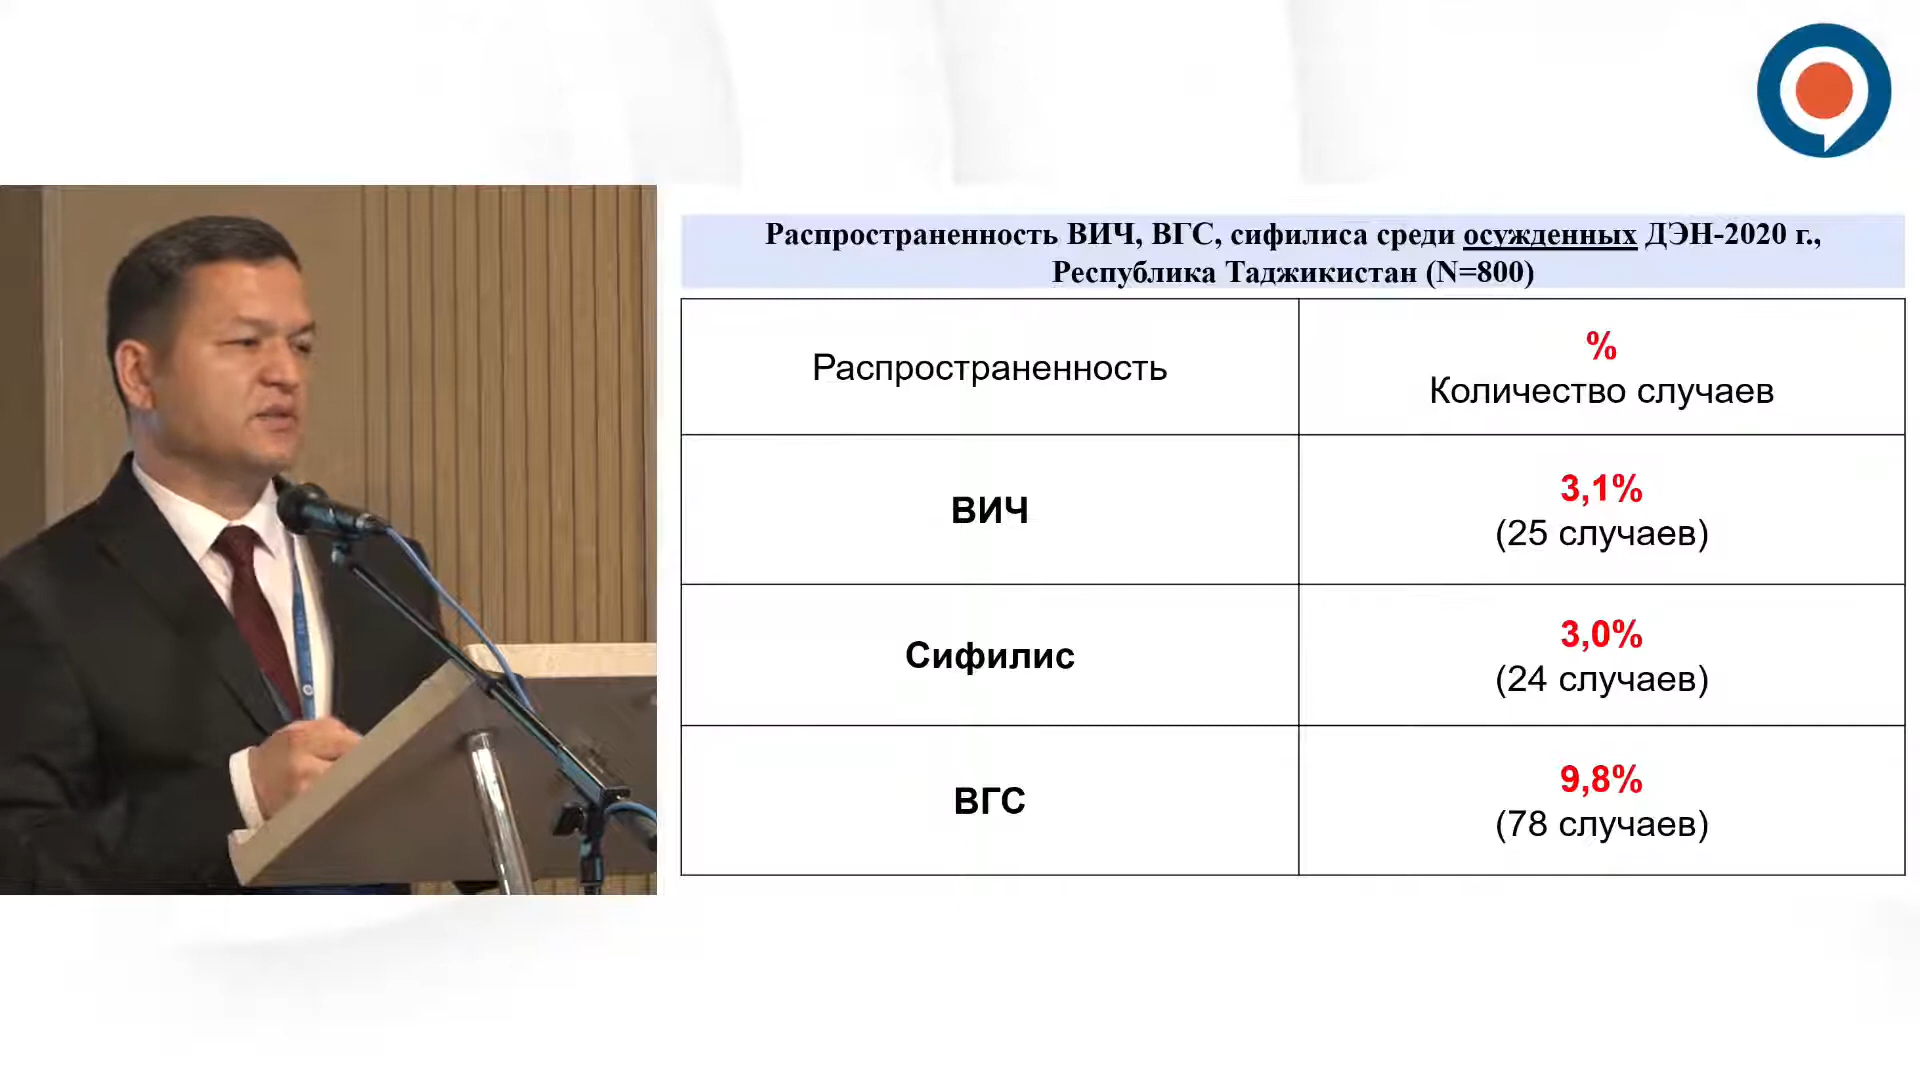 Распространенность ВИЧ, ВГС, сифилиса среди осужденных ДЭН-2020 г.,
Республика Таджикистан (N=800)
Распространенность
%
Количество случаев
ВИЧ
3,1%
(25 случаев)
Сифилис
3,0%
(24 случаев)
ВГС
9,8%
(78 случаев)